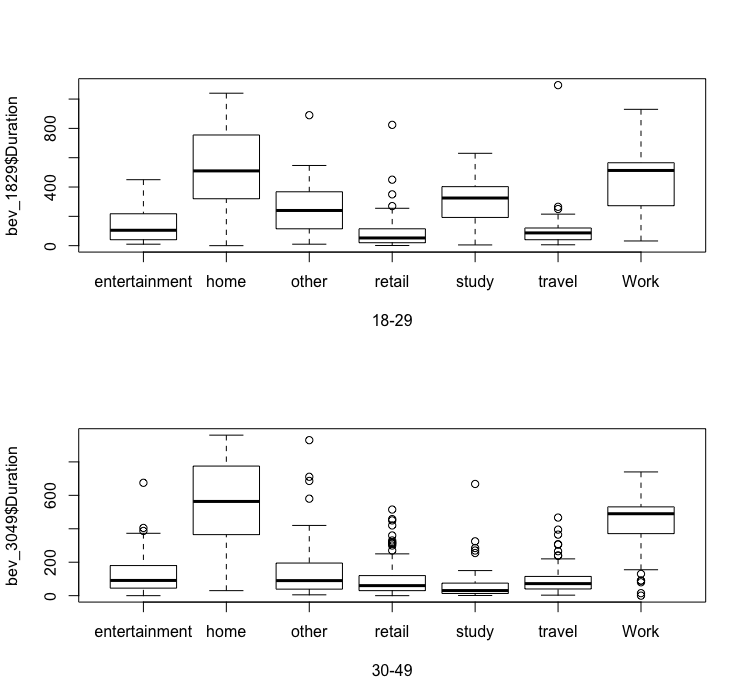 bev_1829$Duration
800
400
0
entertainment home other retail study travel Work
18-29
bev_3049$Duration
600
200
0
entertainment home other retail study travel Work
30-49